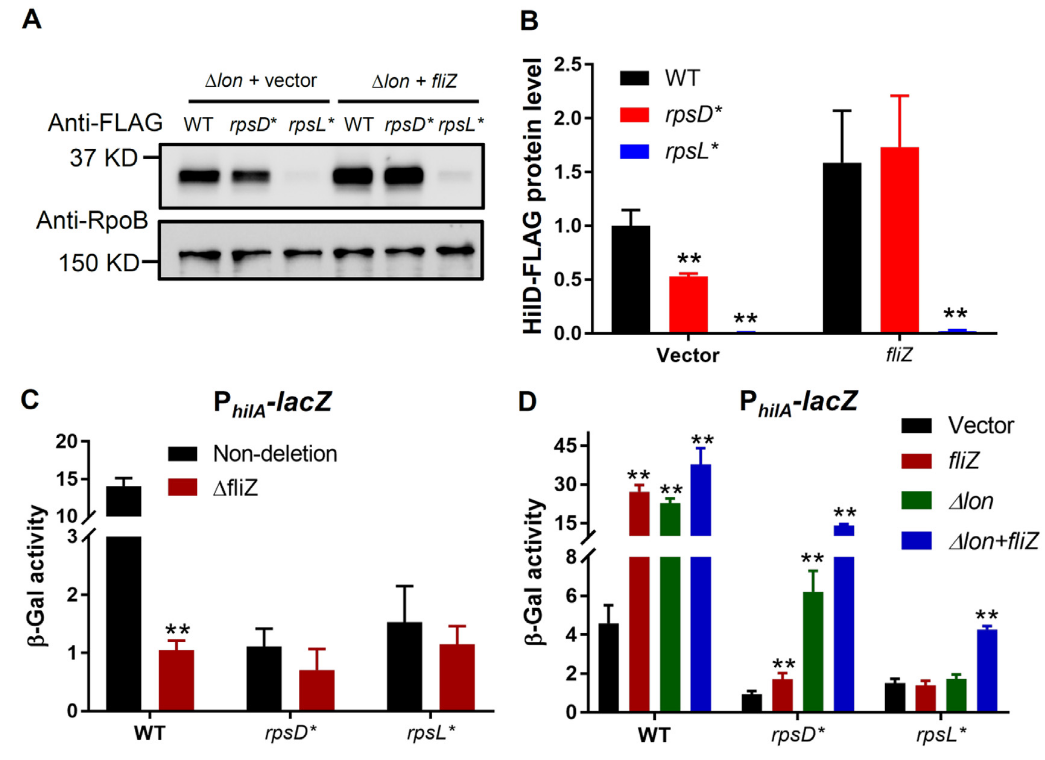 A
Δlon + vector Δlon + fliZ
Anti-FLAG WT rpsD* rpsL* WT rpsD* rpsL*
37 KD
Anti-RpoB
150 KD
B
HilD-FLAG protein level
2.5
2.0
1.5
1.0
0.5
0.0
WT
rpsD*
rpsL*
**
**
**
Vector fliZ
C
PhilA-lacZ
β-Gal activity
20
15
10
3
2
1
0
Non-deletion
ΔfliZ
**
WT rpsD* rpsL*
D
PhilA-lacZ
β-Gal activity
45
30
15
8
6
4
2
0
Vector
fliZ
Δlon
Δlon+fliZ
** ** **
** ** **
**
WT rpsD* rpsL*